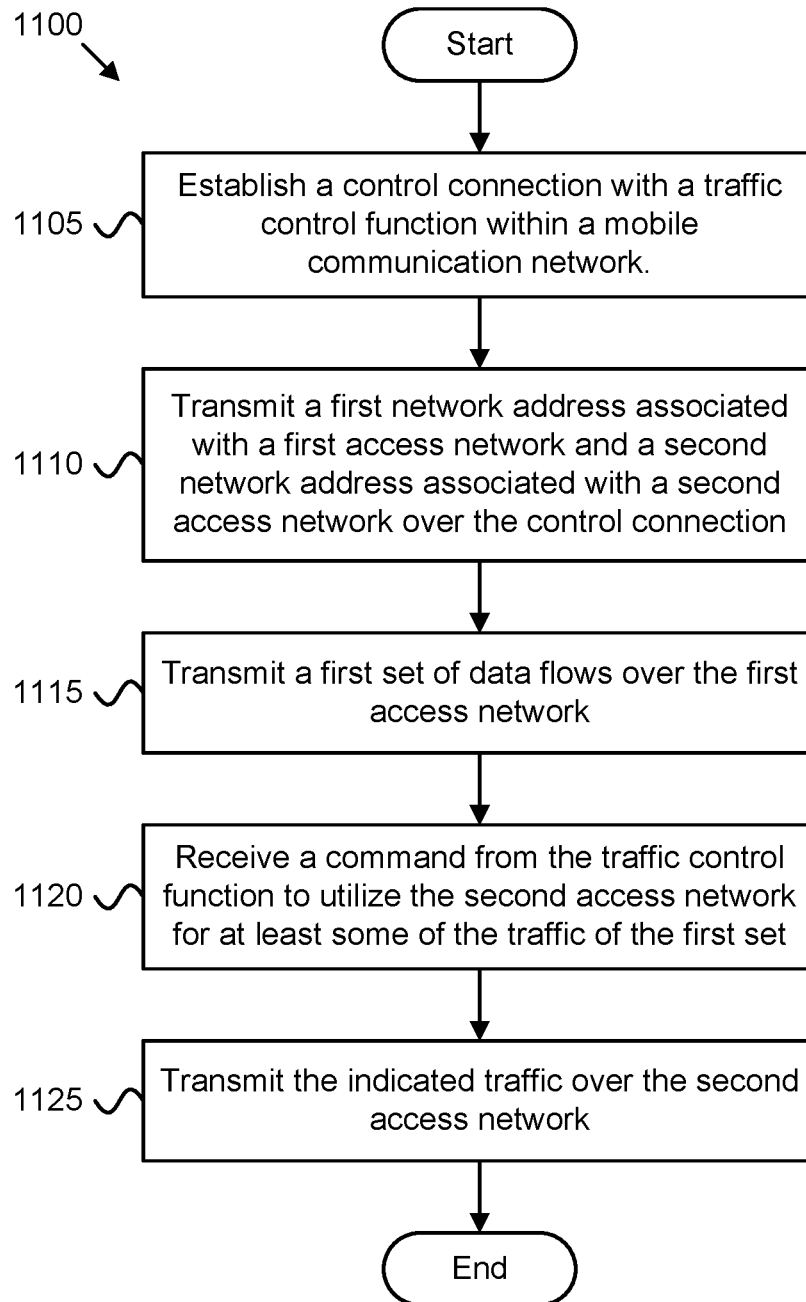 1100
Start
1105
Establish a control connection with a traffic
control function within a mobile
communication network.
1110
Transmit a first network address associated
with a first access network and a second
network address associated with a second
access network over the control connection
1115
Transmit a first set of data flows over the first
access network
1120
Receive a command from the traffic control
function to utilize the second access network
for at least some of the traffic of the first set
1125
Transmit the indicated traffic over the second
access network
End